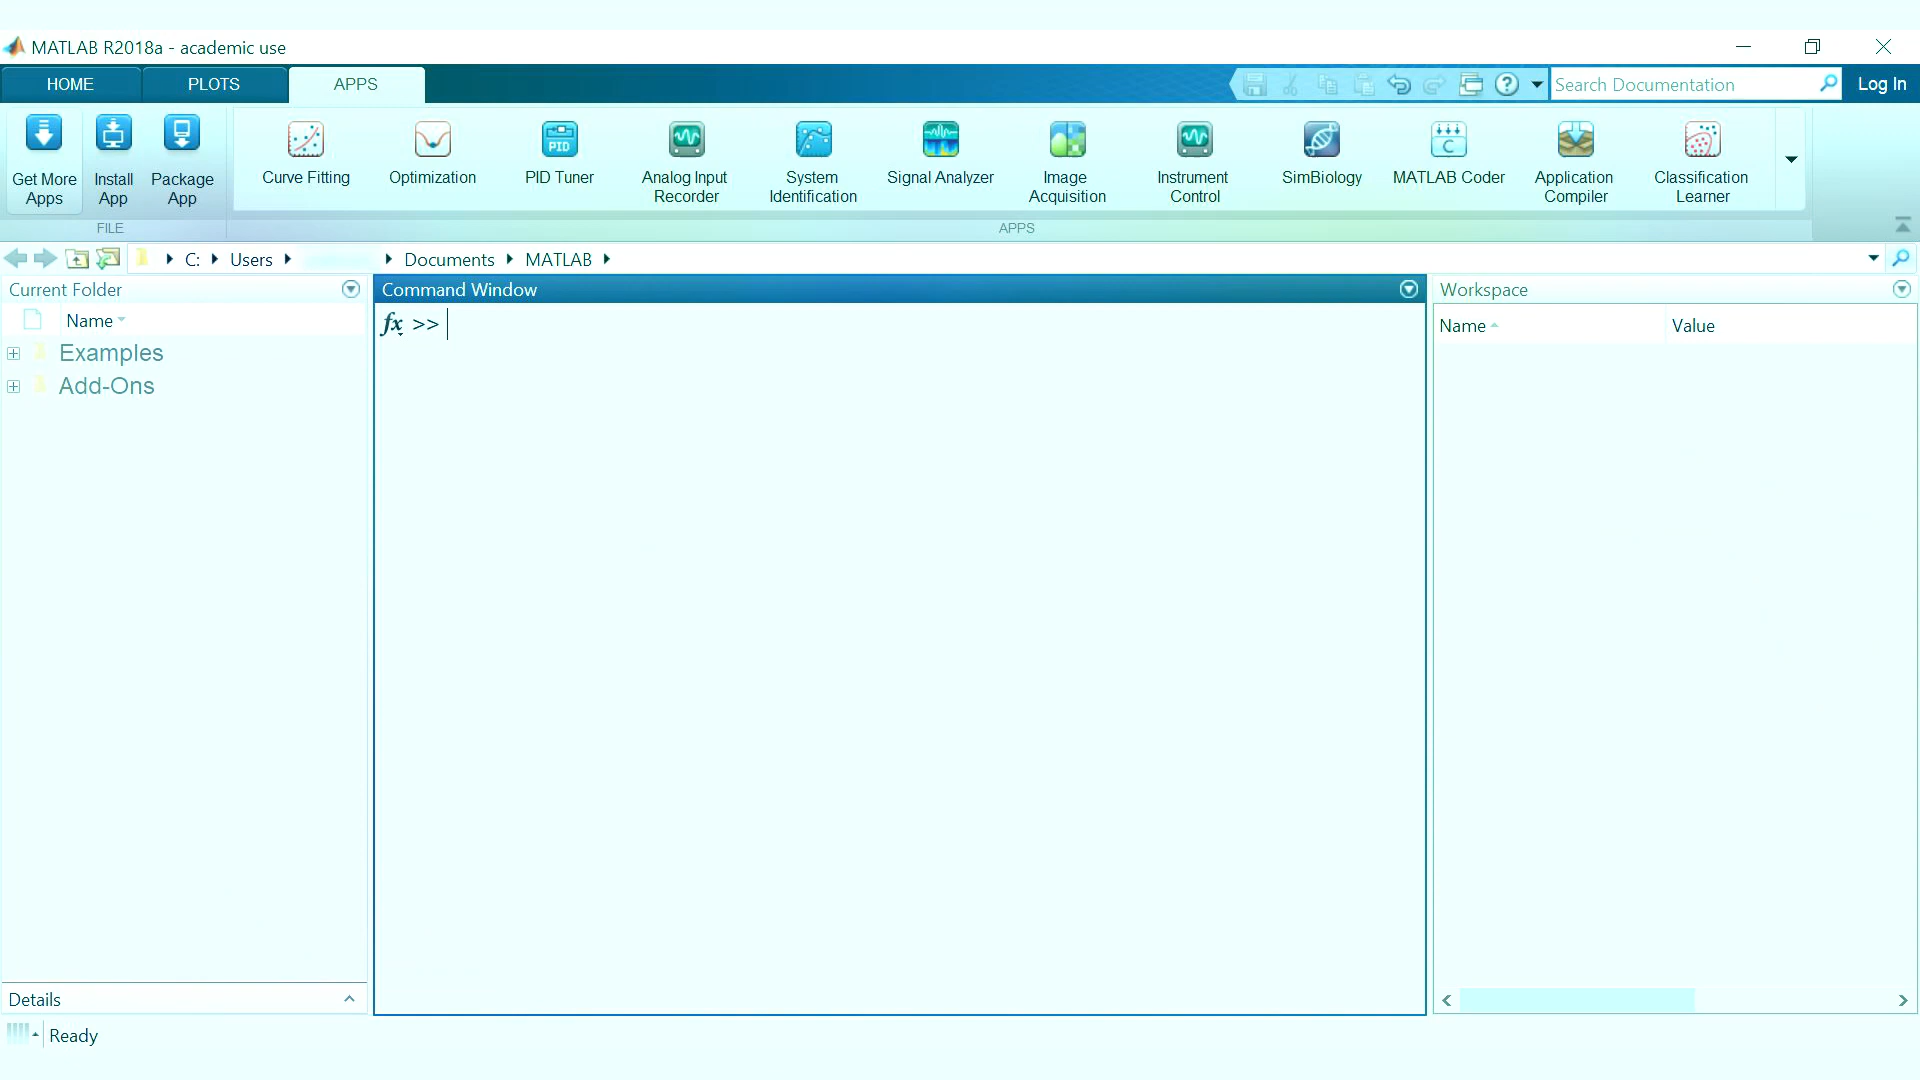 MATLAB R2018a - academic use
HOME PLOTS APPS Search Documentation Log In
Get More Apps
Install App
Package App
Curve Fitting
Optimization
PID
PID Tuner
Analog Input Recorder
System Identification
Signal Analyzer
Image Acquisition
Instrument Control
SimBiology
C
MATLAB Coder
Application Compiler
Classification Learner
FILE APPS
C: Users Documents MATLAB
Current Folder
Name
Examples
Add-Ons
Details
Command Window
fx >>
Workspace
Name Value
Ready